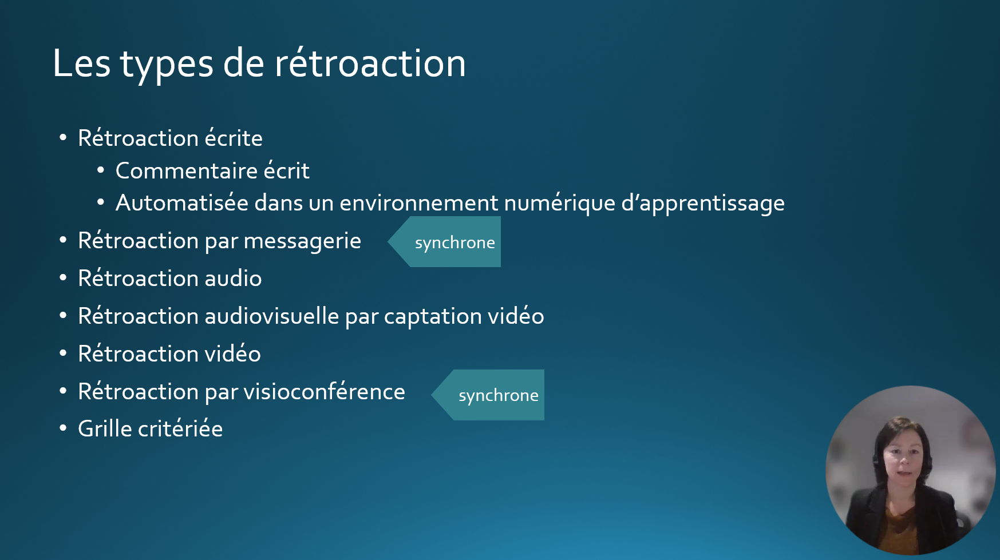 Les types de rétroaction
• Rétroaction écrite
• Commentaire écrit
• Automatisée dans un environnement numérique d’apprentissage
• Rétroaction par messagerie
synchrone
• Rétroaction audio
• Rétroaction audiovisuelle par captation vidéo
• Rétroaction vidéo
• Rétroaction par visioconférence
synchrone
• Grille critériée